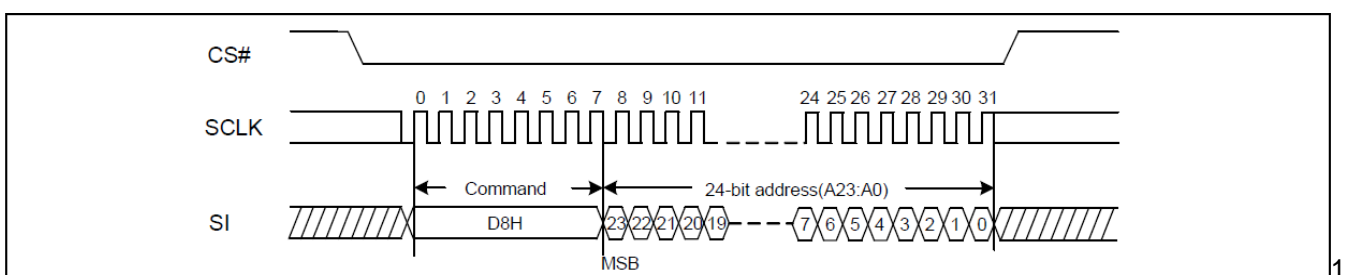 CS#
0 1 2 3 4 5 6 7 8 9 10 11 24 25 26 27 28 29 30 31
SCLK
Command 24-bit address(A23:A0)
SI D8H 23 22 21 20 19 7 6 5 4 3 2 1 0
MSB
1